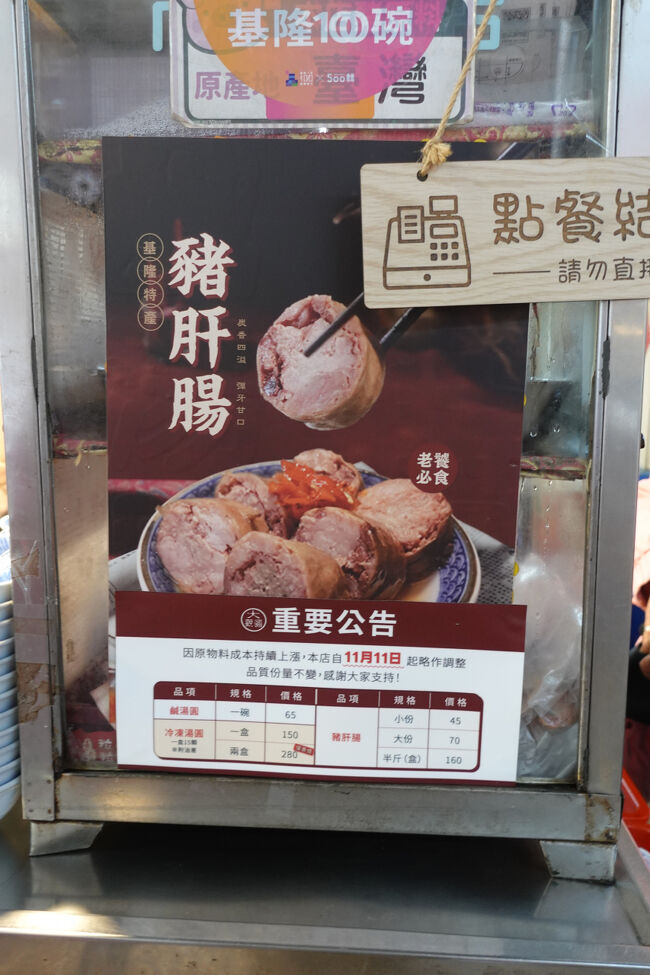 基隆100碗
原產地
臺灣
點餐結
請勿直接
基隆特產
豬肝腸
炭香四溢 彈牙甘口
老饕
必食
重要公告
因原物料成本持續上漲,本店自11月11日 起略作調整
品質份量不變,感謝大家支持!
品項 規格 價格 品項 規格 價格
鹹湯圓 一碗 65 豬肝腸 小份 45
冷凍湯圓 一盒 150 大份 70
一盒15顆
兩盒 280 半斤(盒) 160